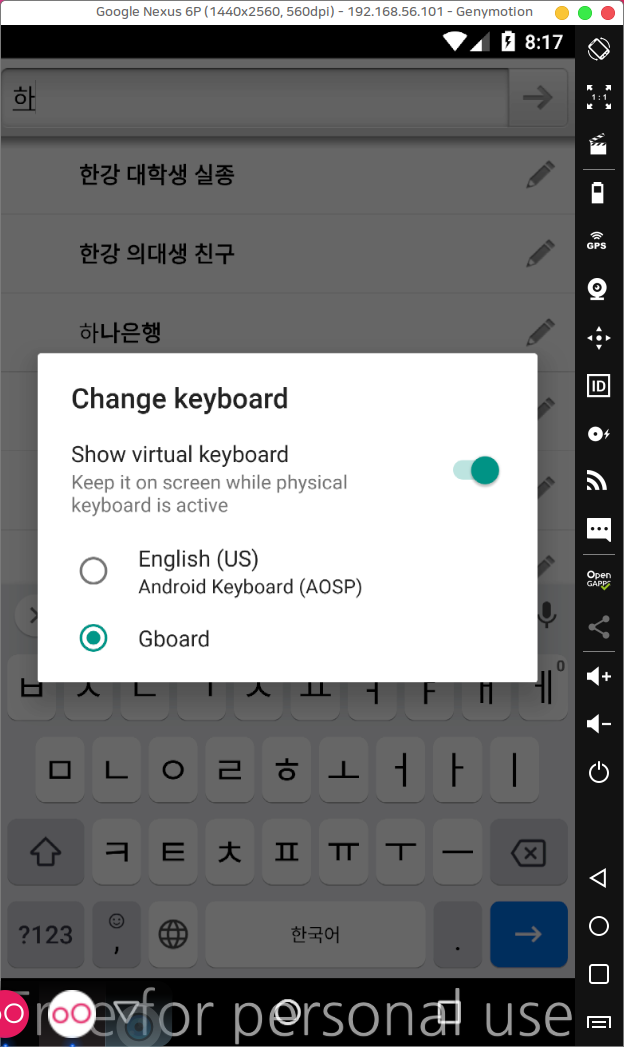 Google Nexus 6P (1440x2560, 560dpi) - 192.168.56.101 - Genymotion
8:17
하
한강 대학생 실종
한강 의대생 친구
하나은행
Change keyboard
Show virtual keyboard
Keep it on screen while physical
keyboard is active
English (US)
Android Keyboard (AOSP)
Gboard
0
ㅁ ㄴ ㅇ ㄹ ㅎ ㅗ ㅓ ㅏ ㅣ
ㅋ ㅌ ㅊ ㅍ ㅠ ㅜ ㅡ
?123 , 한국어 .
Free for personal use
1:1
GPS
ID
Open
GAPPS